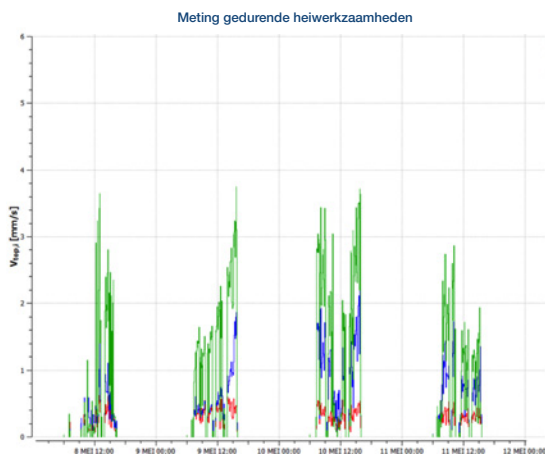 Meting gedurende heiwerkzaamheden
6
5
4
3
2
1
0
Vtop,i [mm/s]
8 MEI 12:00
9 MEI 00:00
9 MEI 12:00
10 MEI 00:00
10 MEI 12:00
11 MEI 00:00
11 MEI 12:00
12 MEI 00:00